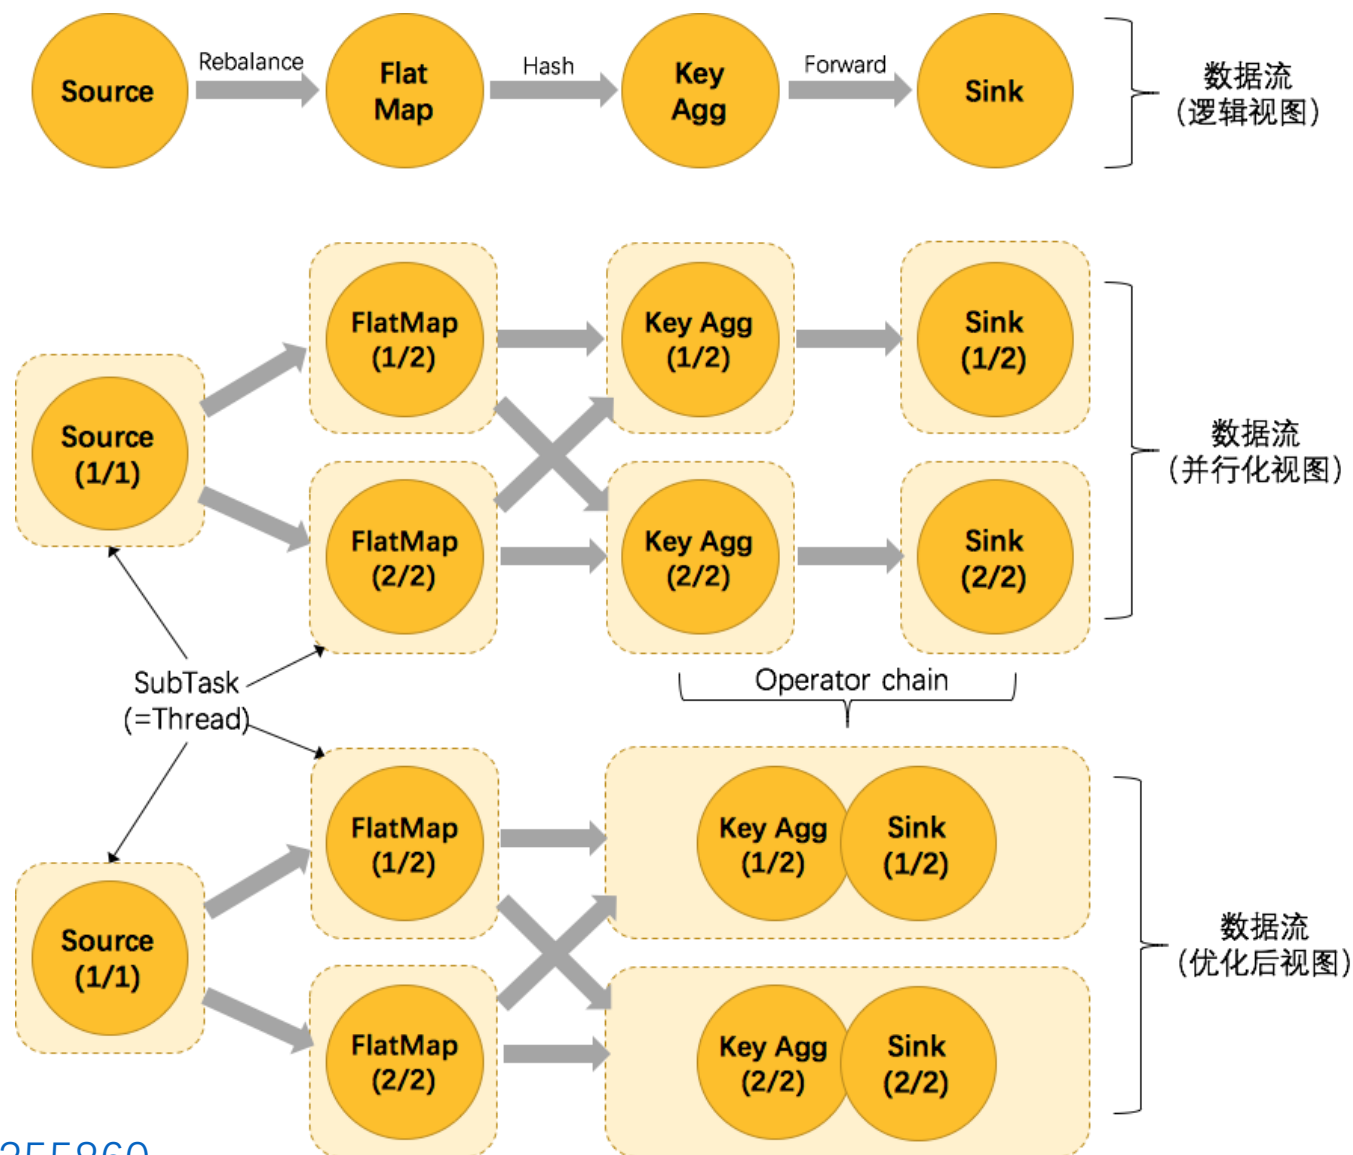 Source
Rebalance
Flat
Map
Hash
Key
Agg
Forward
Sink
数据流
(逻辑视图)
Source
(1/1)
FlatMap
(1/2)
Key Agg
(1/2)
Sink
(1/2)
FlatMap
(2/2)
Key Agg
(2/2)
Sink
(2/2)
数据流
(并行化视图)
SubTask
(=Thread)
Operator chain
Source
(1/1)
FlatMap
(1/2)
Key Agg
(1/2)
Sink
(1/2)
FlatMap
(2/2)
Key Agg
(2/2)
Sink
(2/2)
数据流
(优化后视图)